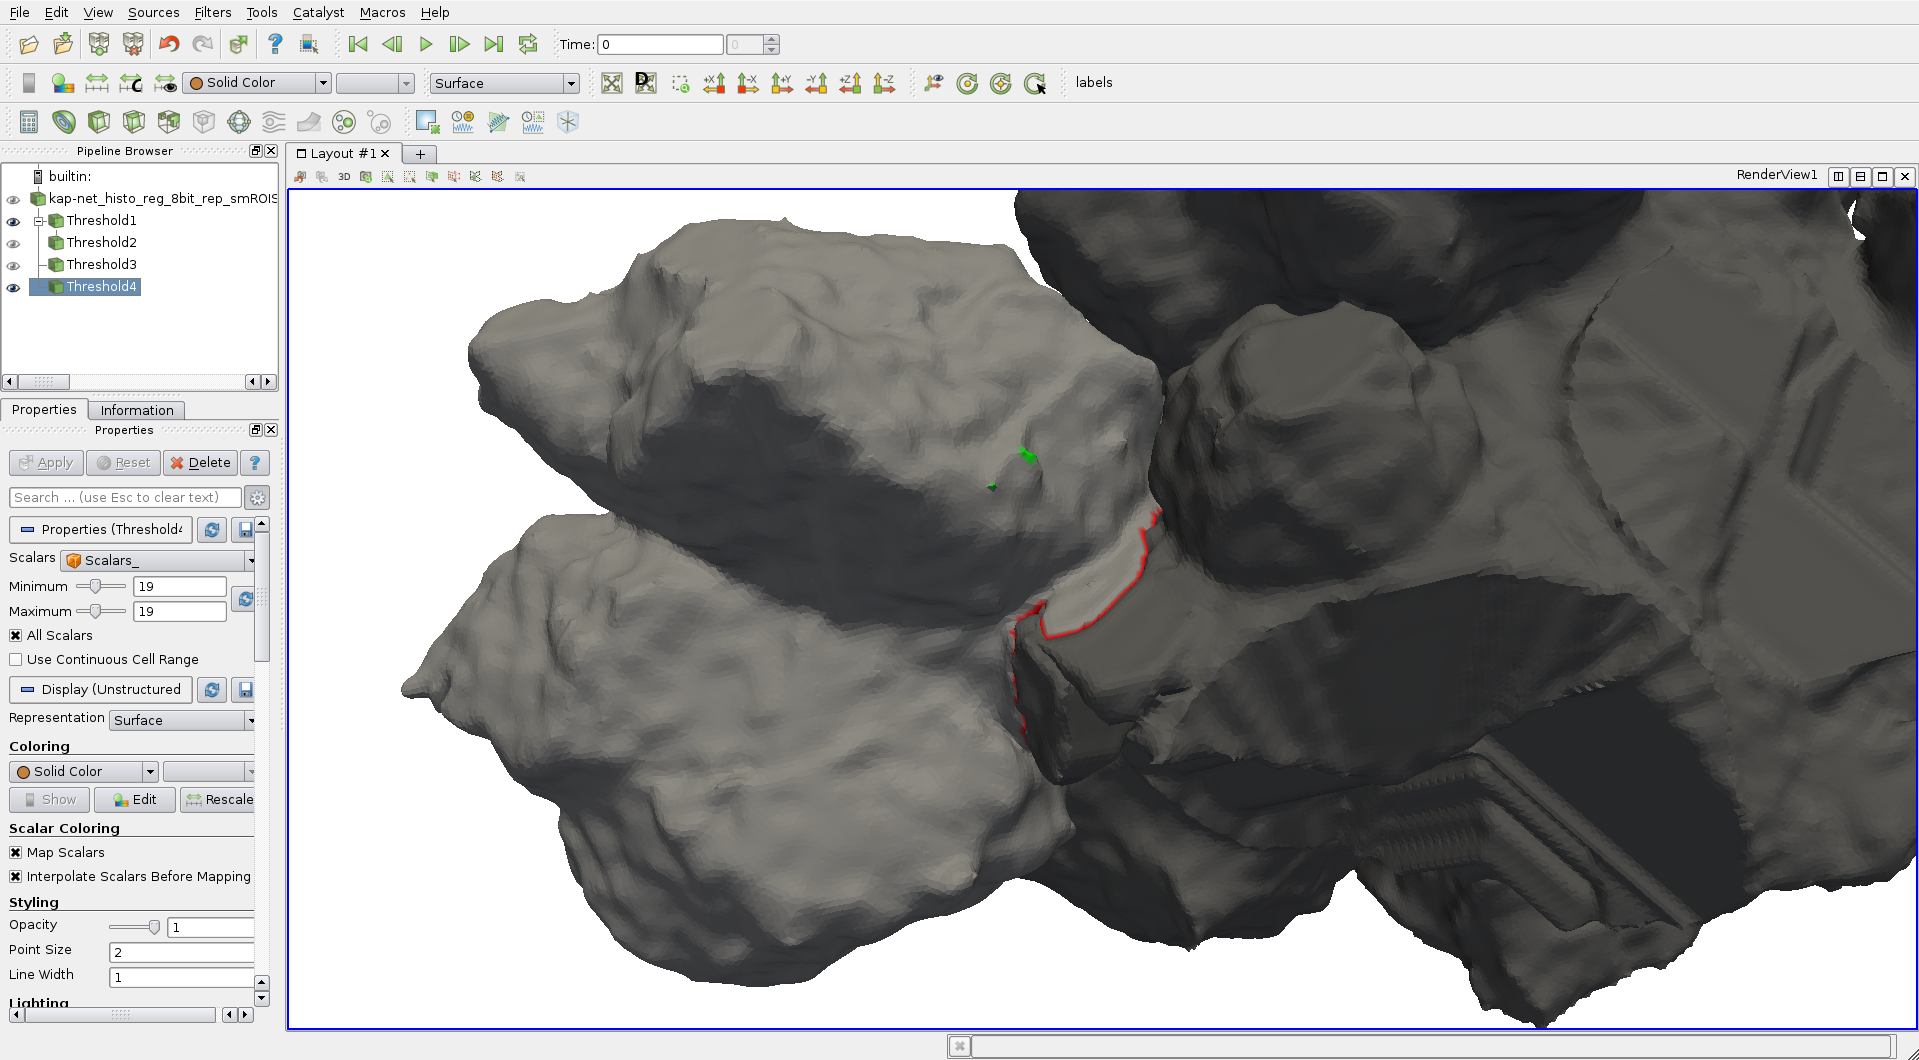 File Edit View Sources Filters Tools Catalyst Macros Help
Time: 0 0
Solid Color Surface D +X -X +Y -Y +Z -Z labels
Pipeline Browser
Layout #1 +
3D RenderView1
builtin:
kap-net_histo_reg_8bit_rep_smROIS
Threshold1
Threshold2
Threshold3
Threshold4
Properties Information
Properties
Apply Reset Delete ?
Search ... (use Esc to clear text)
Properties (Threshold4
Scalars Scalars_
Minimum 19
Maximum 19
All Scalars
Use Continuous Cell Range
Display (Unstructured
Representation Surface
Coloring
Solid Color
Show Edit Rescale
Scalar Coloring
Map Scalars
Interpolate Scalars Before Mapping
Styling
Opacity 1
Point Size 2
Line Width 1
Lighting